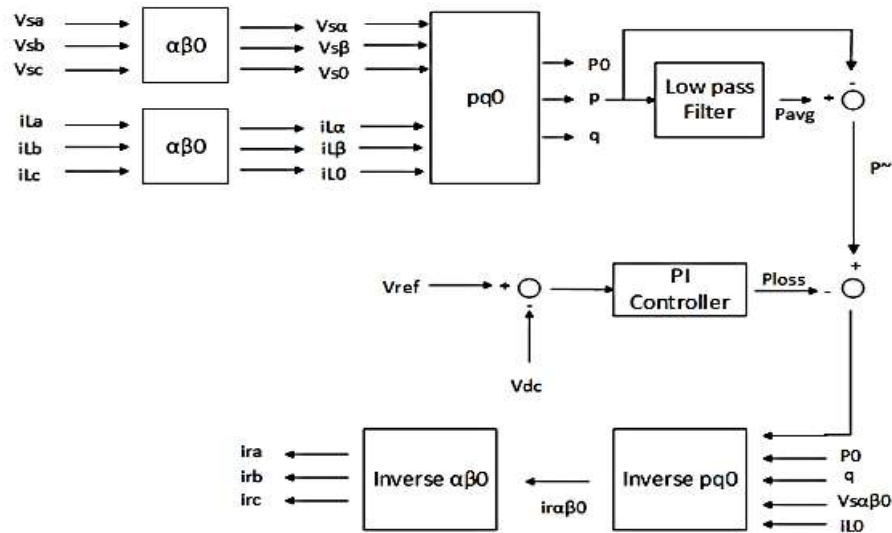 Vsa
Vsb
Vsc
αβ0
Vsα
Vsβ
Vs0
iLa
iLb
iLc
αβ0
iLα
iLβ
iL0
pq0
P0
p
q
Low pass
Filter
Pavg
+
-
P~
Vref
+
-
Vdc
PI
Controller
Ploss
+
-
ira
irb
irc
Inverse αβ0
irαβ0
Inverse pq0
P0
q
Vsαβ0
iL0